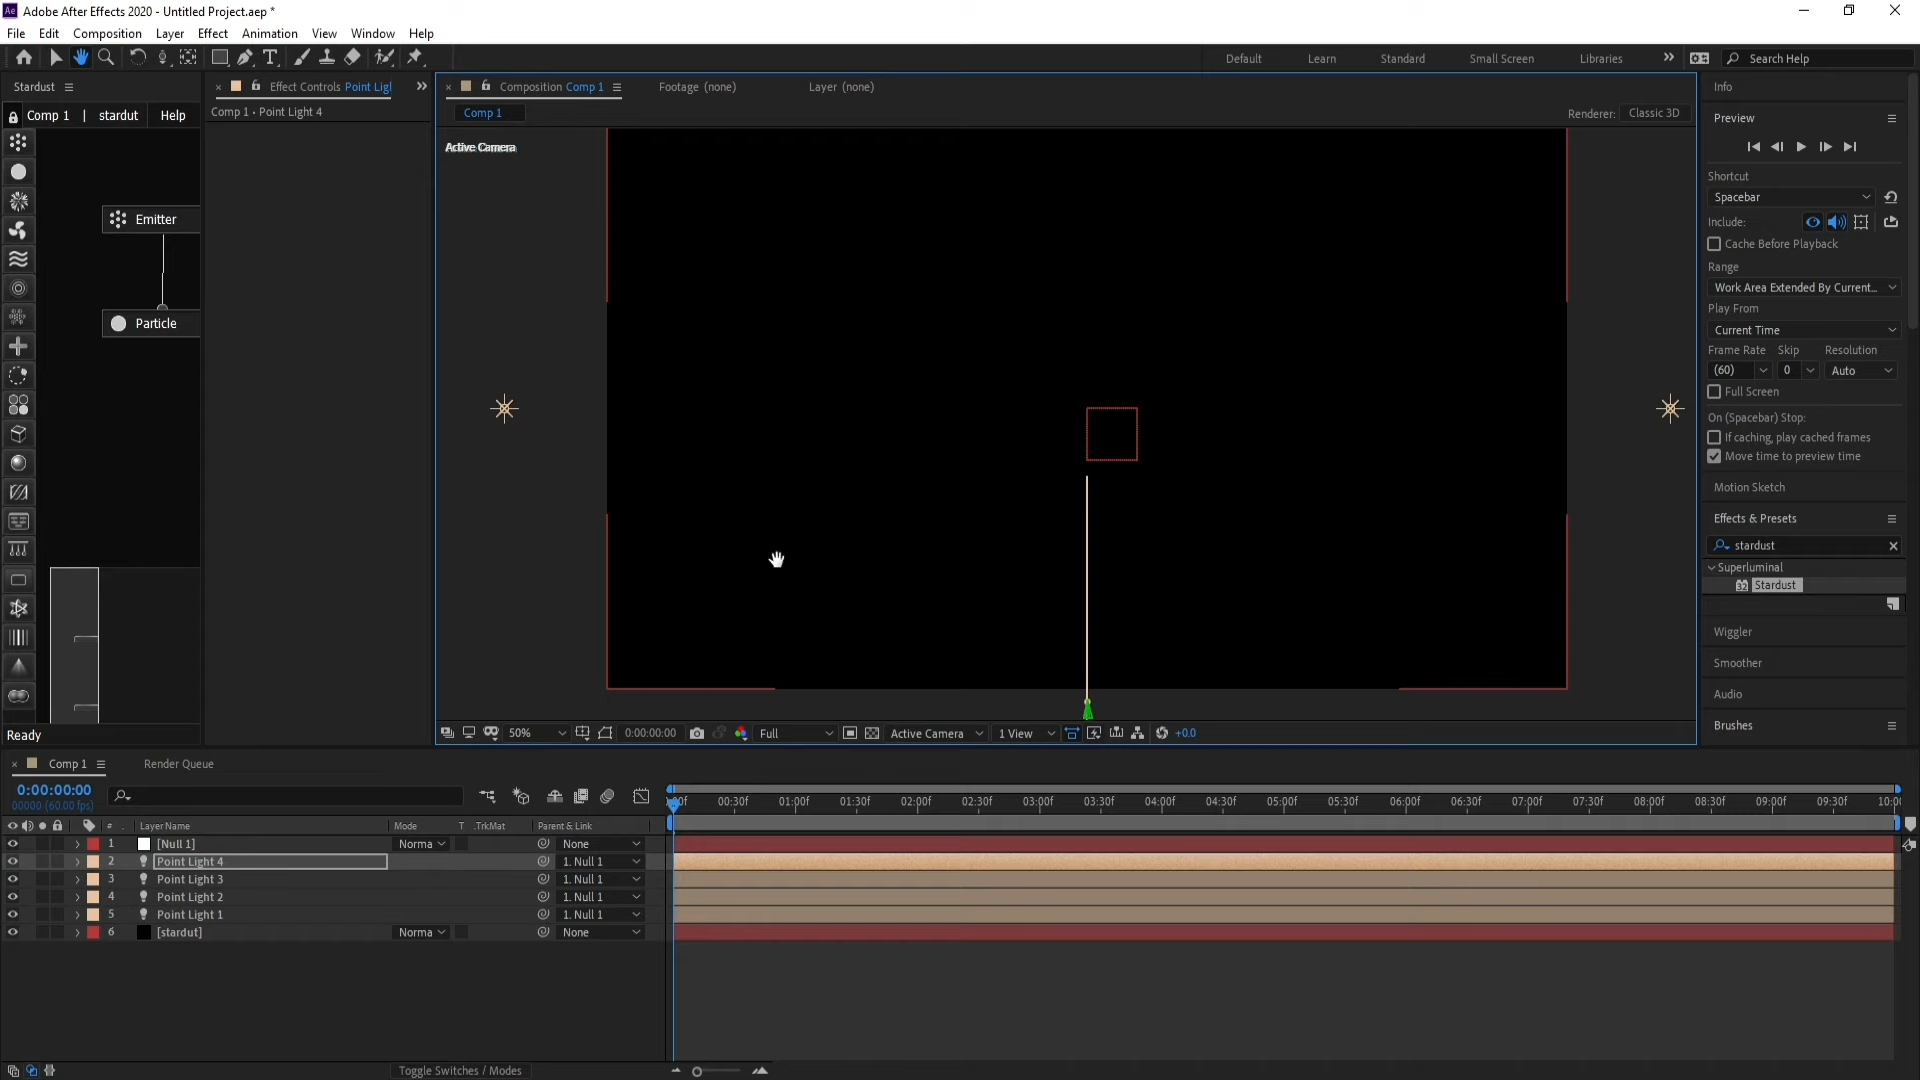 Adobe After Effects 2020 - Untitled Project.aep *
File Edit Composition Layer Effect Animation View Window Help
Default Learn Standard Small Screen Libraries Search Help
Stardust
Effect Controls Point Ligl
Composition Comp 1
Footage (none)
Layer (none)
Info
Comp 1 | stardut Help
Comp 1 • Point Light 4
Comp 1
Renderer: Classic 3D
Active Camera
Emitter
Particle
Ready
Preview
Shortcut
Spacebar
Include:
Cache Before Playback
Range
Work Area Extended By Current...
Play From
Current Time
Frame Rate Skip Resolution
(60) 0 Auto
Full Screen
On (Spacebar) Stop:
If caching, play cached frames
Move time to preview time
Motion Sketch
Effects & Presets
stardust
Superluminal
32 Stardust
Wiggler
Smoother
Audio
Brushes
50% 0:00:00:00 Full Active Camera 1 View +0.0
Comp 1 Render Queue
0:00:00:00
00000 (60.00 fps)
:00f 00:30f 01:00f 01:30f 02:00f 02:30f 03:00f 03:30f 04:00f 04:30f 05:00f 05:30f 06:00f 06:30f 07:00f 07:30f 08:00f 08:30f 09:00f 09:30f 10:00
# Layer Name Mode T .TrkMat Parent & Link
1 [Null 1] Norma None
2 Point Light 4 1. Null 1
3 Point Light 3 1. Null 1
4 Point Light 2 1. Null 1
5 Point Light 1 1. Null 1
6 [stardut] Norma None
Toggle Switches / Modes